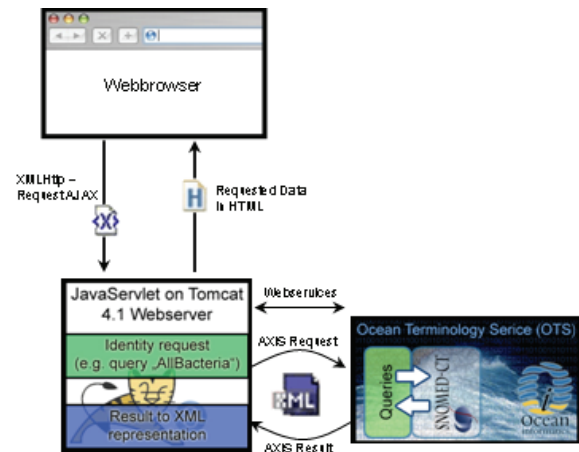 Webbrowser
XMLHttp –
Request AJAX
<X>
H
Requested Data
in HTML
JavaServlet on Tomcat
4.1 Webserver
Identity request
(e.g. query „AllBacteria“)
Result to XML
representation
Webservices
AXIS Request
XML
AXIS Result
Ocean Terminology Serice (OTS)
Queries
SNOMED-CT
Ocean
informatics